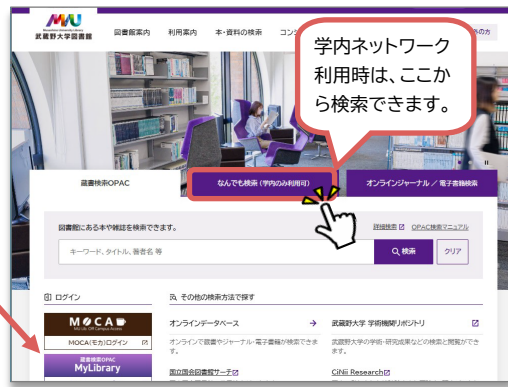 MWU
Musashino University Library
武蔵野大学図書館
図書館案内
利用案内
本・資料の検索
学内ネットワーク
利用時は、ここか
ら検索できます。
蔵書検索OPAC
なんでも検索 (学内のみ利用可)
オンラインジャーナル / 電子書籍検索
図書館にある本や雑誌を検索できます。
詳細検索
OPAC検索マニュアル
キーワード、タイトル、著者名 等
検索
クリア
ログイン
その他の検索方法で探す
MOCA
MOCA(モカ)ログイン
蔵書検索OPAC
MyLibrary
オンラインデータベース
オンラインで蔵書やジャーナル・電子書籍が検索できま
す。
武蔵野大学 学術機関リポジトリ
武蔵野大学の学術・研究成果などの検索と閲覧ができ
ます。
国立国会図書館サーチ
CiNii Research